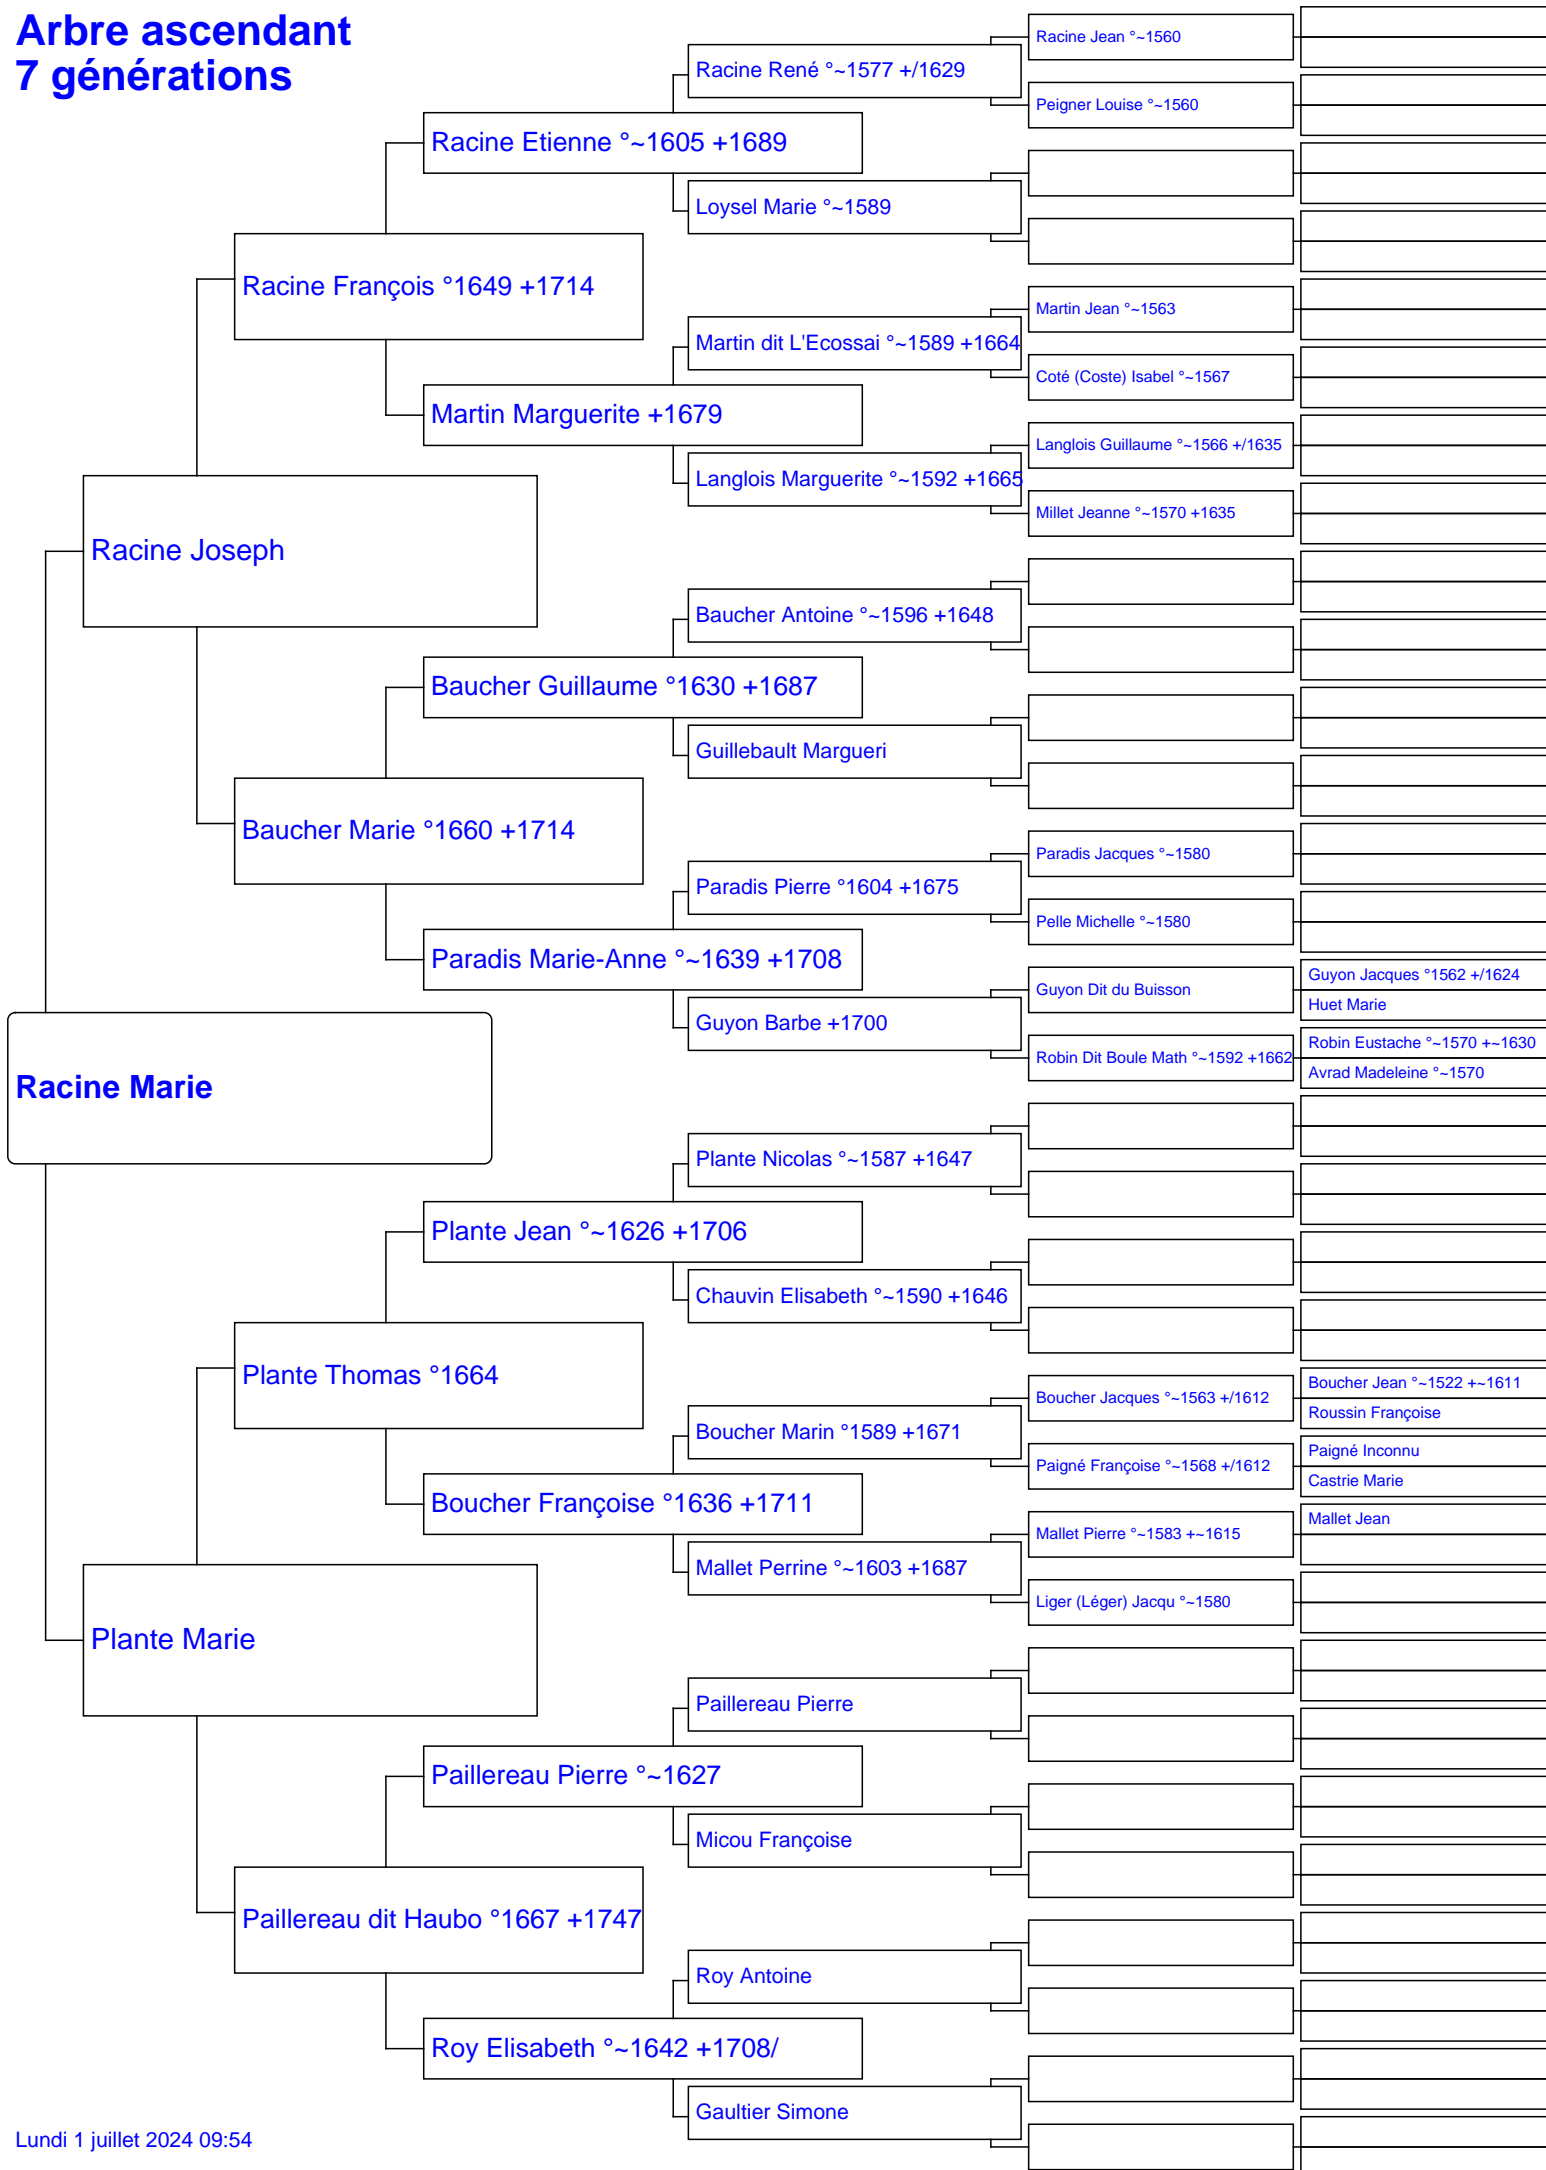 Arbre ascendant
7 générations
Racine Jean °~1560
Racine René °~1577 +/1629
Peigner Louise °~1560
Racine Etienne °~1605 +1689
Loysel Marie °~1589
Racine François °1649 +1714
Martin Jean °~1563
Martin dit L'Ecossai °~1589 +1664
Coté (Coste) Isabel °~1567
Martin Marguerite +1679
Langlois Guillaume °~1566 +/1635
Langlois Marguerite °~1592 +1665
Millet Jeanne °~1570 +1635
Racine Joseph
Baucher Antoine °~1596 +1648
Baucher Guillaume °1630 +1687
Guillebault Margueri
Baucher Marie °1660 +1714
Paradis Jacques °~1580
Paradis Pierre °1604 +1675
Pelle Michelle °~1580
Paradis Marie-Anne °~1639 +1708
Guyon Jacques °1562 +/1624
Guyon Dit du Buisson
Huet Marie
Guyon Barbe +1700
Robin Eustache °~1570 +~1630
Robin Dit Boule Math °~1592 +1662
Avrad Madeleine °~1570
Racine Marie
Plante Nicolas °~1587 +1647
Plante Jean °~1626 +1706
Chauvin Elisabeth °~1590 +1646
Plante Thomas °1664
Boucher Jean °~1522 +~1611
Boucher Jacques °~1563 +/1612
Roussin Françoise
Boucher Marin °1589 +1671
Paigné Inconnu
Paigné Françoise °~1568 +/1612
Castrie Marie
Boucher Françoise °1636 +1711
Mallet Jean
Mallet Pierre °~1583 +~1615
Mallet Perrine °~1603 +1687
Liger (Léger) Jacqu °~1580
Plante Marie
Paillereau Pierre
Paillereau Pierre °~1627
Micou Françoise
Paillereau dit Haubo °1667 +1747
Roy Antoine
Roy Elisabeth °~1642 +1708/
Gaultier Simone
Lundi 1 juillet 2024 09:54